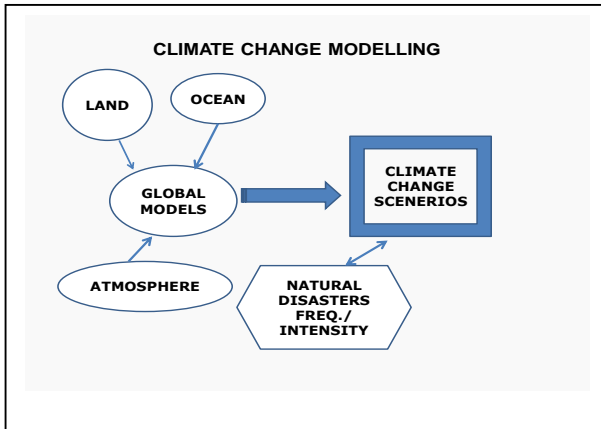 CLIMATE CHANGE MODELLING
LAND
OCEAN
GLOBAL
MODELS
CLIMATE
CHANGE
SCENERIOS
ATMOSPHERE
NATURAL
DISASTERS
FREQ./
INTENSITY